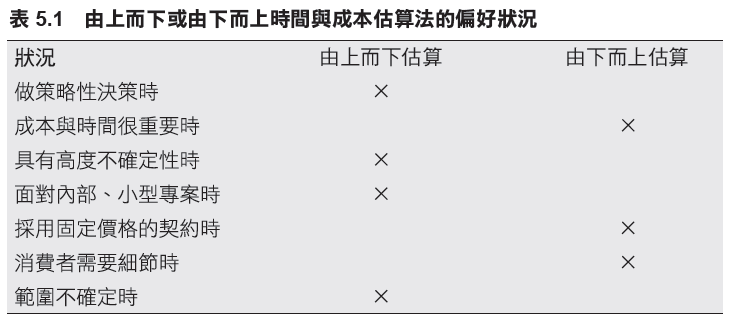 表 5.1　由上而下或由下而上時間與成本估算法的偏好狀況
狀況　由上而下估算　由下而上估算
做策略性決策時　×
成本與時間很重要時　×
具有高度不確定性時　×
面對內部、小型專案時　×
採用固定價格的契約時　×
消費者需要細節時　×
範圍不確定時　×